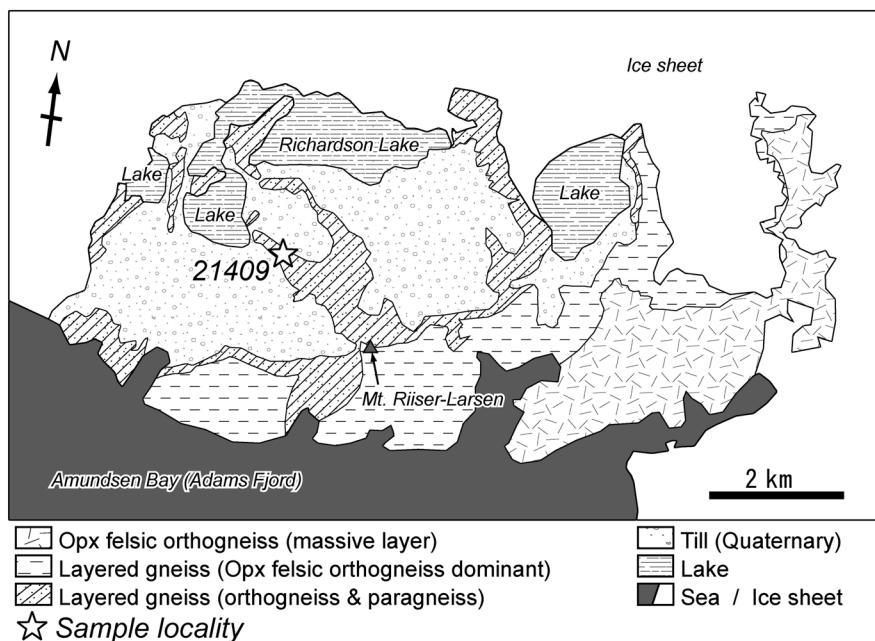 N
Ice sheet
Richardson Lake
Lake
Lake
Lake
21409
Mt. Riiser-Larsen
Amundsen Bay (Adams Fjord)
2 km
Opx felsic orthogneiss (massive layer)
Layered gneiss (Opx felsic orthogneiss dominant)
Layered gneiss (orthogneiss & paragneiss)
Sample locality
Till (Quaternary)
Lake
Sea / Ice sheet